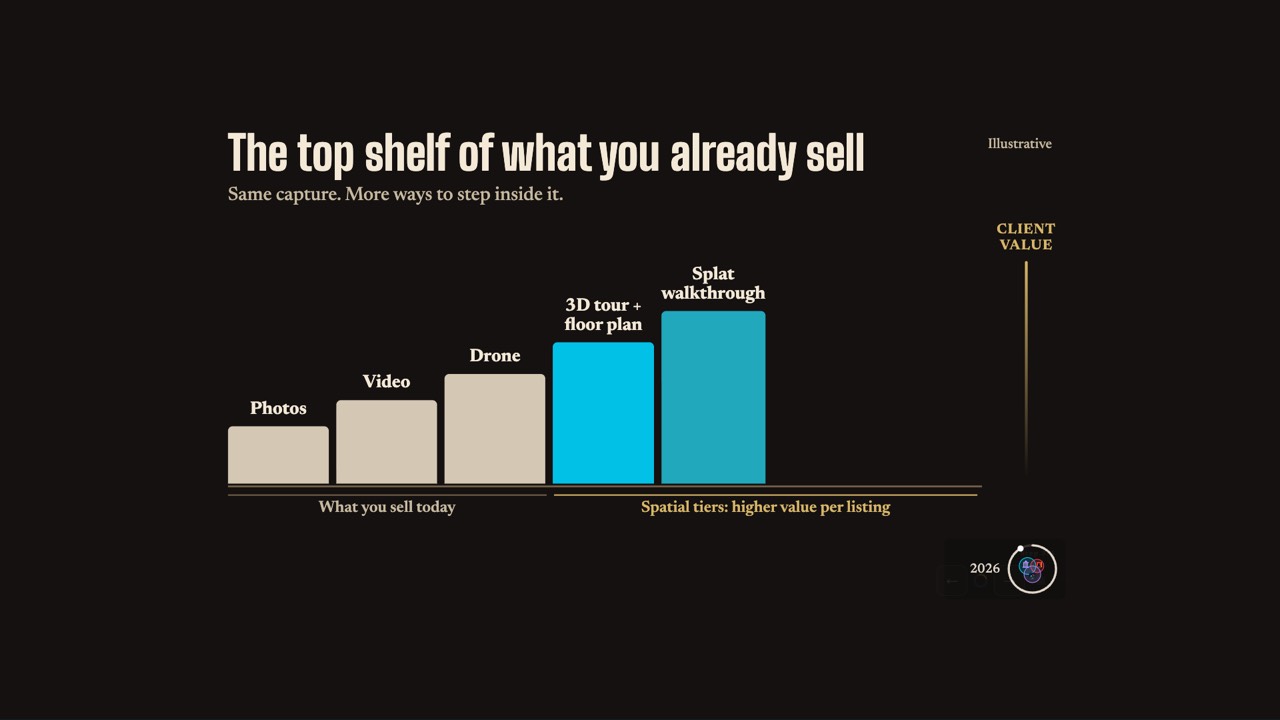 The top shelf of what you already sell
Illustrative
Same capture. More ways to step inside it.
CLIENT
VALUE
Splat
walkthrough
3D tour +
floor plan
Drone
Video
Photos
What you sell today
Spatial tiers: higher value per listing
2026